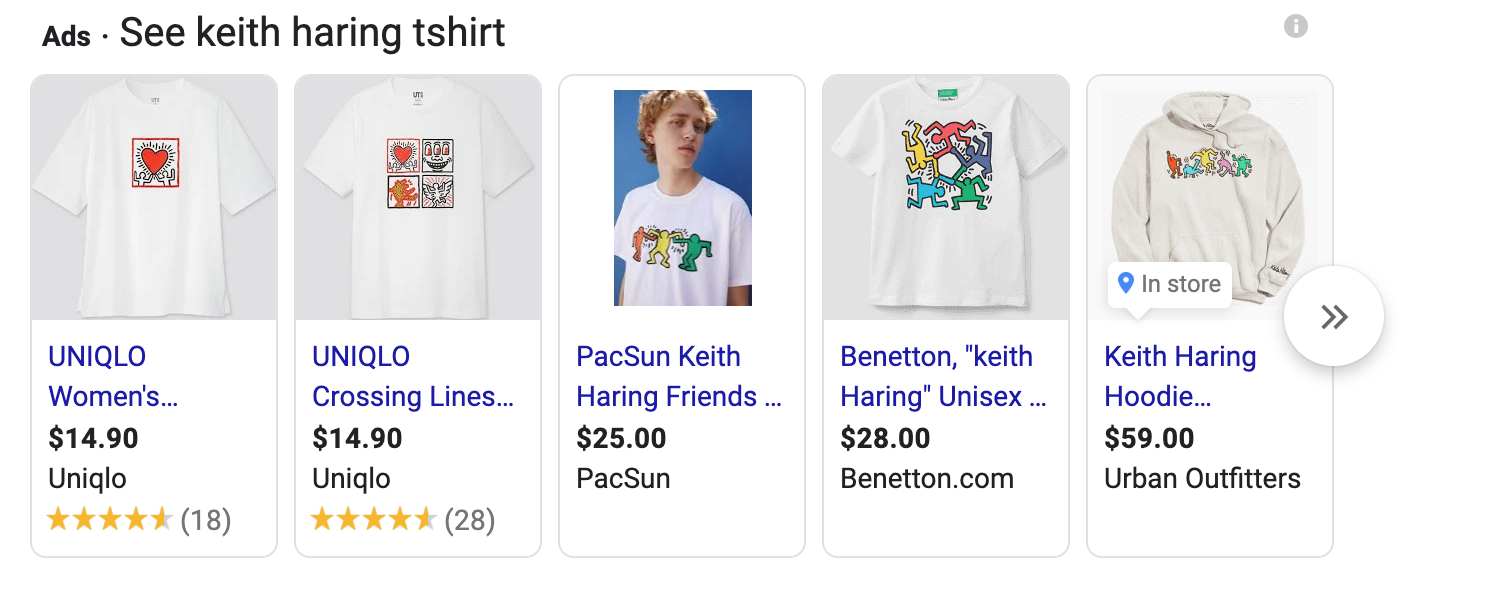 Ads · See keith haring tshirt
UTS
UTS
In store
UNIQLO
Women's...
$14.90
Uniqlo
(18)
UNIQLO
Crossing Lines...
$14.90
Uniqlo
(28)
PacSun Keith
Haring Friends ...
$25.00
PacSun
Benetton, "keith
Haring" Unisex ...
$28.00
Benetton.com
Keith Haring
Hoodie...
$59.00
Urban Outfitters